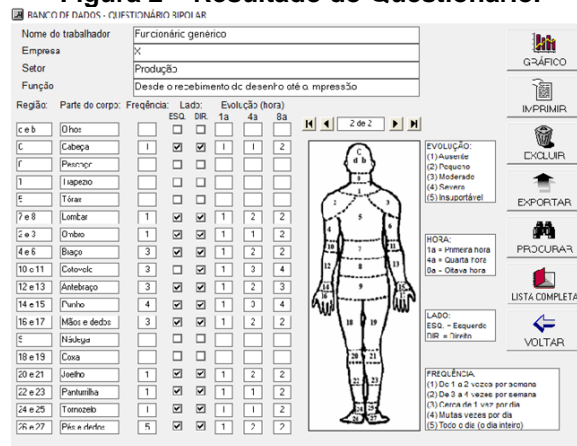 Figura 2 – Resultado do Questionário.
BANCO DE DADOS - QUESTIONÁRIO BIPOLAR
Nome do trabalhador Funcionário genérico
Empresa X
Setor Produção
Função Desde o recebimento do desenho até a impressão
Região: Parte do corpo: Freqência: Lado: Evolução (hora)
ESQ. DIR. 1a 4a 8a
2 de 2
c e b Olhos
C Cabeça 1 1 1 2
Pescoço
Trapezio
Tórax
7 e 8 Lombar 1 1 2 2
2 e 3 Ombro 1 1 1 2
4 e 6 Braço 3 1 2 2
10 e 11 Cotovelo 3 1 3 4
12 e 13 Antebraço 3 1 2 3
14 e 15 Punho 4 1 3 4
16 e 17 Mãos e dedos 3 1 2 2
Nádega
18 e 19 Coxa
20 e 21 Joelho 1 1 2 2
22 e 23 Panturrilha 1 1 1 2
24 e 25 Tornozelo 1 1 1 2
26 e 27 Pés e dedos 5 1 2 2
EVOLUÇÃO:
(1) Ausente
(2) Pequeno
(3) Moderado
(4) Severo
(5) Insuportável
HORA:
1a = Primeira hora
4a = Quarta hora
8a - Oitava hora
LADO:
ESQ. = Esquerdo
DIR. = Direito
FREQUÊNCIA:
(1) De 1 a 2 vezes por semana
(2) De 3 a 4 vezes por semana
(3) Cerca de 1 vez por dia
(4) Muitas vezes por dia
(5) Todo o dia (o dia inteiro)
GRÁFICO
IMPRIMIR
EXCLUIR
EXPORTAR
PROCURAR
LISTA COMPLETA
VOLTAR